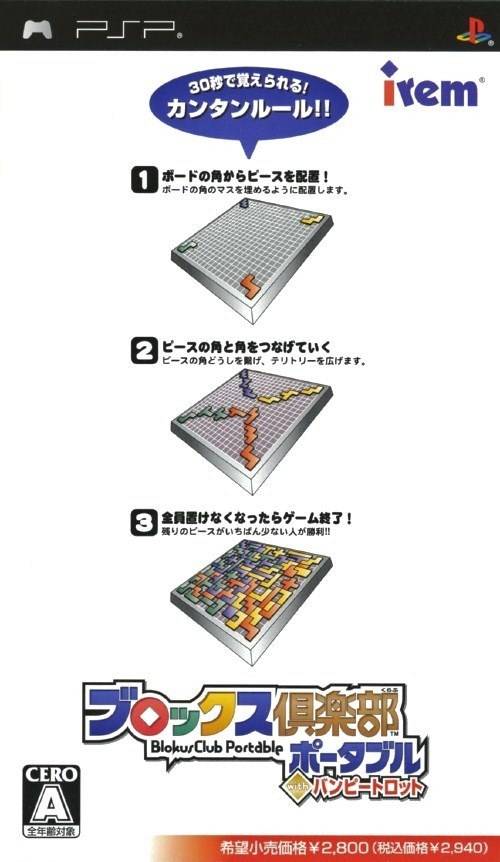 PSP®
irem®
30秒で覚えられる!
カンタンルール!!
1 ボードの角からピースを配置!
ボードの角のマスを埋めるように配置します。
2 ピースの角と角をつなげていく
ピースの角どうしを繋げ、テリトリーを広げます。
3 全員置けなくなったらゲーム終了!
残りのピースがいちばん少ない人が勝利!!
くらぶ
ブロックス倶楽部™
Blokus Club Portable ポータブル
with バンピートロット
CERO
A
全年齢対象
希望小売価格¥2,800(税込価格¥2,940)